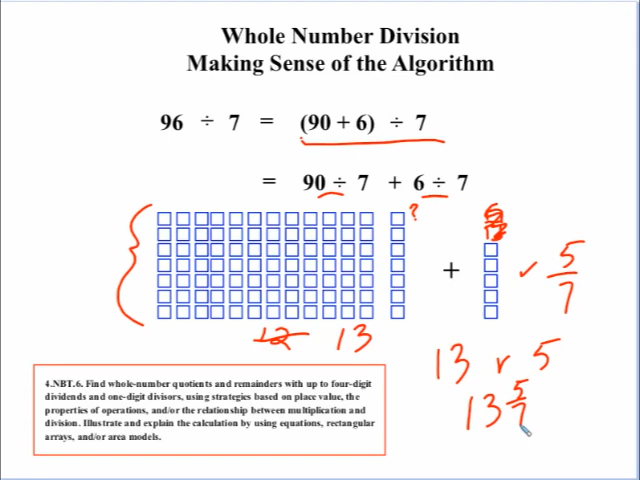 Whole Number Division
Making Sense of the Algorithm
96 ÷ 7 = (90 + 6) ÷ 7
= 90 ÷ 7 + 6 ÷ 7
?
+ ✓ 5/7
12 13
13 r 5
13 5/7
4.NBT.6. Find whole-number quotients and remainders with up to four-digit
dividends and one-digit divisors, using strategies based on place value, the
properties of operations, and/or the relationship between multiplication and
division. Illustrate and explain the calculation by using equations, rectangular
arrays, and/or area models.